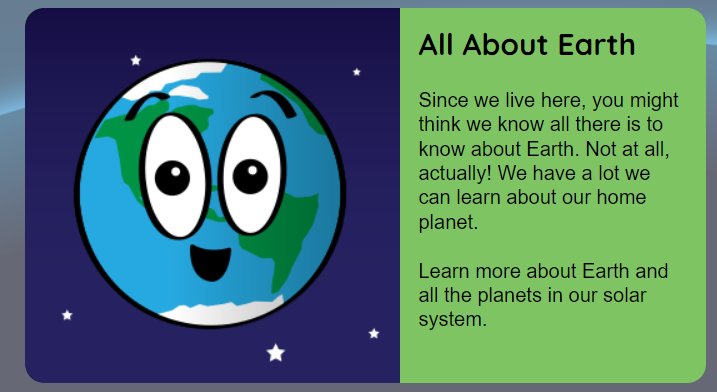 All About Earth
Since we live here, you might
think we know all there is to
know about Earth. Not at all,
actually! We have a lot we
can learn about our home
planet.
Learn more about Earth and
all the planets in our solar
system.